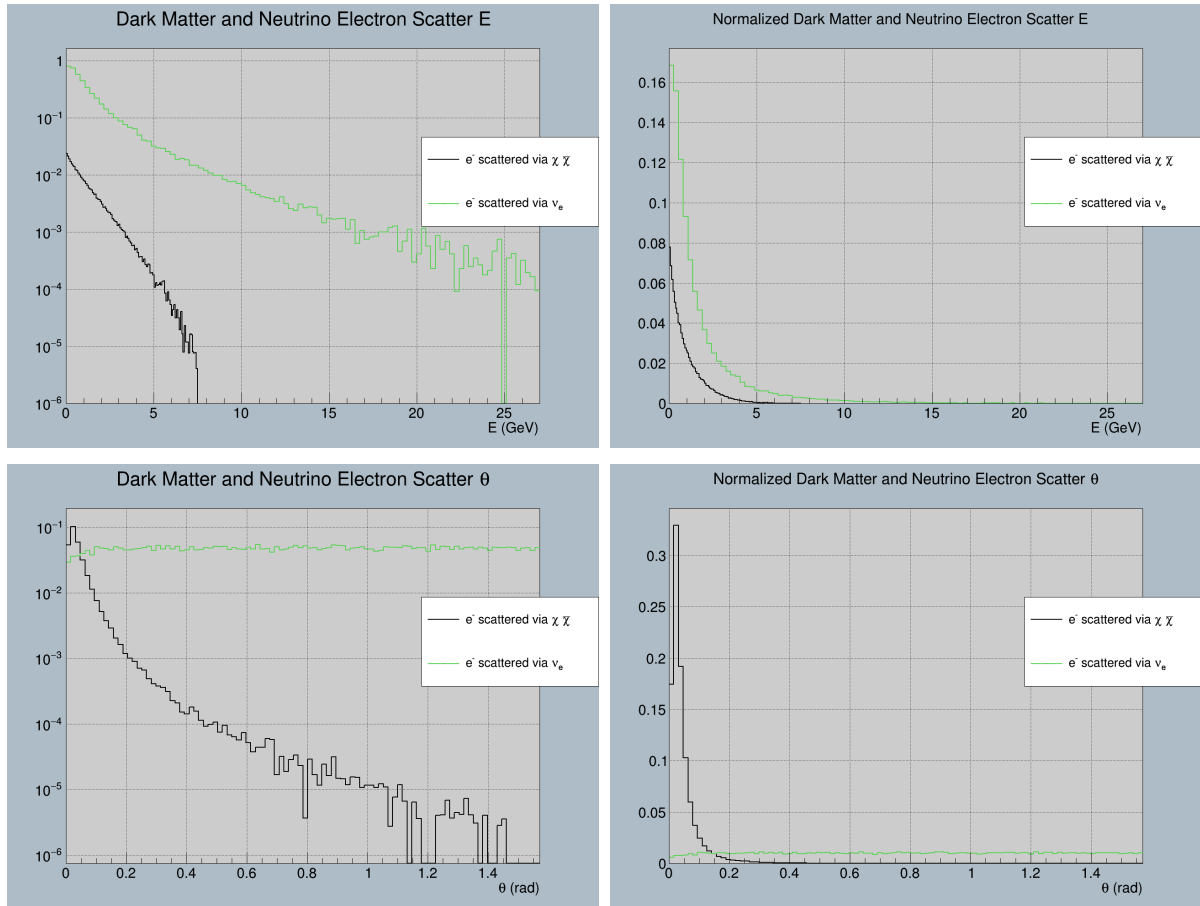 Dark Matter and Neutrino Electron Scatter E
1
10⁻¹
10⁻²
10⁻³
10⁻⁴
10⁻⁵
10⁻⁶
0 5 10 15 20 25
E (GeV)
e⁻ scattered via χ χ̄
e⁻ scattered via νₑ
Normalized Dark Matter and Neutrino Electron Scatter E
0.16
0.14
0.12
0.1
0.08
0.06
0.04
0.02
0
0 5 10 15 20 25
E (GeV)
e⁻ scattered via χ χ̄
e⁻ scattered via νₑ
Dark Matter and Neutrino Electron Scatter θ
10⁻¹
10⁻²
10⁻³
10⁻⁴
10⁻⁵
10⁻⁶
0 0.2 0.4 0.6 0.8 1 1.2 1.4
θ (rad)
e⁻ scattered via χ χ̄
e⁻ scattered via νₑ
Normalized Dark Matter and Neutrino Electron Scatter θ
0.3
0.25
0.2
0.15
0.1
0.05
0
0 0.2 0.4 0.6 0.8 1 1.2 1.4
θ (rad)
e⁻ scattered via χ χ̄
e⁻ scattered via νₑ